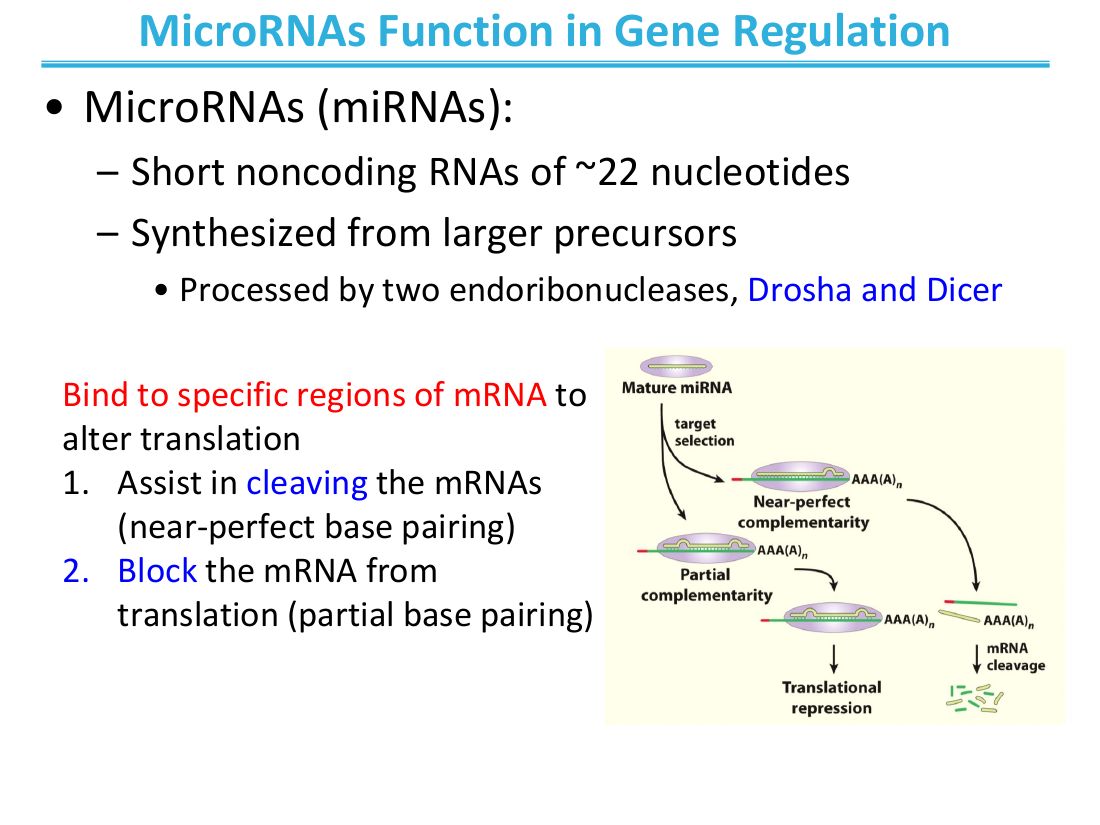 MicroRNAs Function in Gene Regulation
• MicroRNAs (miRNAs):
– Short noncoding RNAs of ~22 nucleotides
– Synthesized from larger precursors
• Processed by two endoribonucleases, Drosha and Dicer
Bind to specific regions of mRNA to
alter translation
1. Assist in cleaving the mRNAs
(near-perfect base pairing)
2. Block the mRNA from
translation (partial base pairing)
Mature miRNA
target
selection
AAA(A)n
Near-perfect
complementarity
AAA(A)n
Partial
complementarity
AAA(A)n
AAA(A)n
mRNA
cleavage
Translational
repression